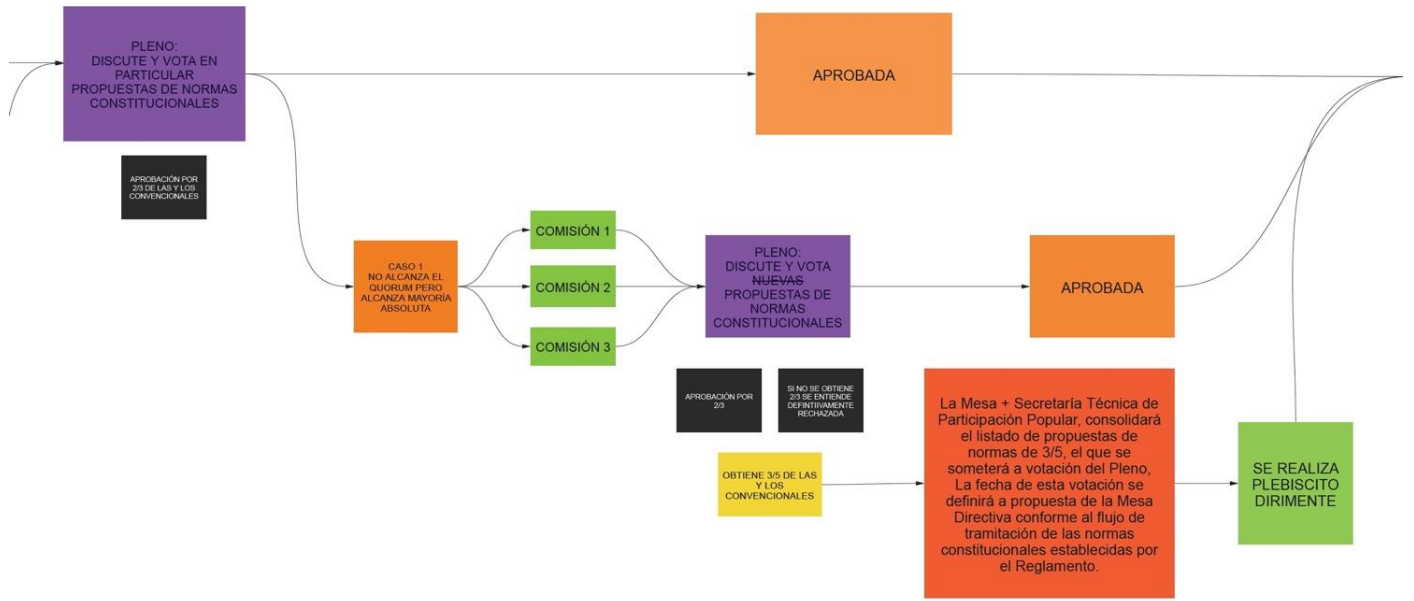 PLENO:
DISCUTE Y VOTA EN
PARTICULAR
PROPUESTAS DE NORMAS
CONSTITUCIONALES
APROBADA
APROBACIÓN POR
2/3 DE LAS Y LOS
CONVENCIONALES
CASO 1
NO ALCANZA EL
QUORUM PERO
ALCANZA MAYORÍA
ABSOLUTA
COMISIÓN 1
COMISIÓN 2
COMISIÓN 3
PLENO:
DISCUTE Y VOTA
NUEVAS
PROPUESTAS DE
NORMAS
CONSTITUCIONALES
APROBADA
APROBACIÓN POR
2/3
SI NO SE OBTIENE
2/3 SE ENTIENDE
DEFINTIIVAMENTE
RECHAZADA
OBTIENE 3/5 DE LAS
Y LOS
CONVENCIONALES
La Mesa + Secretaría Técnica de
Participación Popular, consolidará
el listado de propuestas de
normas de 3/5, el que se
someterá a votación del Pleno,
La fecha de esta votación se
definirá a propuesta de la Mesa
Directiva conforme al flujo de
tramitación de las normas
constitucionales establecidas por
el Reglamento.
SE REALIZA
PLEBISCITO
DIRIMENTE